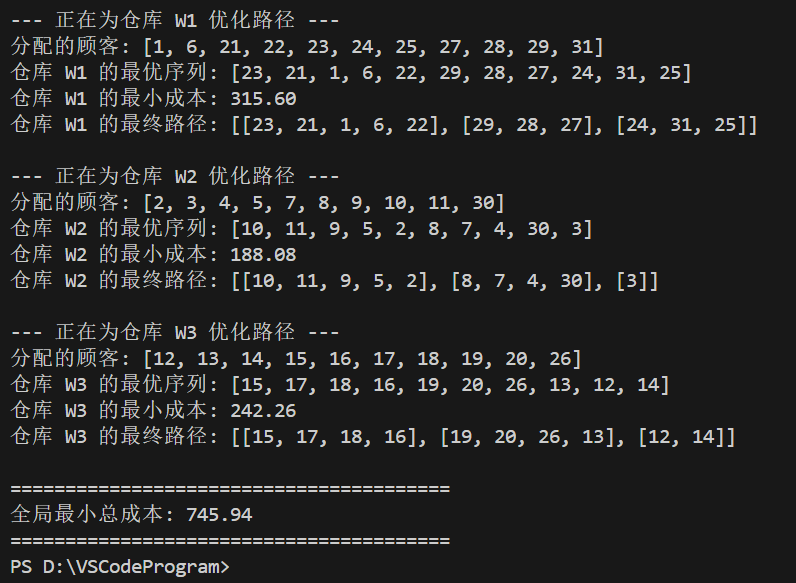 --- 正在为仓库 W1 优化路径 ---
分配的顾客: [1, 6, 21, 22, 23, 24, 25, 27, 28, 29, 31]
仓库 W1 的最优序列: [23, 21, 1, 6, 22, 29, 28, 27, 24, 31, 25]
仓库 W1 的最小成本: 315.60
仓库 W1 的最终路径: [[23, 21, 1, 6, 22], [29, 28, 27], [24, 31, 25]]
--- 正在为仓库 W2 优化路径 ---
分配的顾客: [2, 3, 4, 5, 7, 8, 9, 10, 11, 30]
仓库 W2 的最优序列: [10, 11, 9, 5, 2, 8, 7, 4, 30, 3]
仓库 W2 的最小成本: 188.08
仓库 W2 的最终路径: [[10, 11, 9, 5, 2], [8, 7, 4, 30], [3]]
--- 正在为仓库 W3 优化路径 ---
分配的顾客: [12, 13, 14, 15, 16, 17, 18, 19, 20, 26]
仓库 W3 的最优序列: [15, 17, 18, 16, 19, 20, 26, 13, 12, 14]
仓库 W3 的最小成本: 242.26
仓库 W3 的最终路径: [[15, 17, 18, 16], [19, 20, 26, 13], [12, 14]]
========================================
全局最小总成本: 745.94
========================================
PS D:\VSCodeProgram>